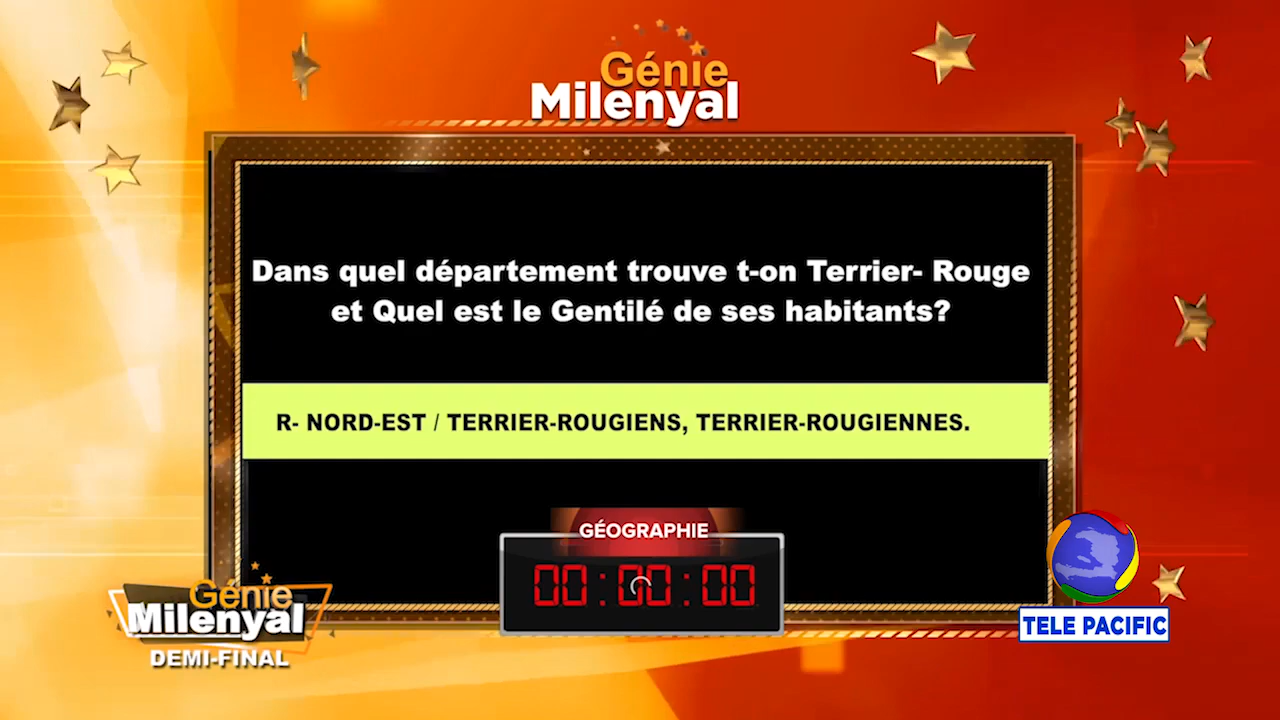 Génie
Milenyal
Dans quel département trouve t-on Terrier- Rouge
et Quel est le Gentilé de ses habitants?
R- NORD-EST / TERRIER-ROUGIENS, TERRIER-ROUGIENNES.
GÉOGRAPHIE
00:00:00
Génie
Milenyal
DEMI-FINAL
TELE PACIFIC